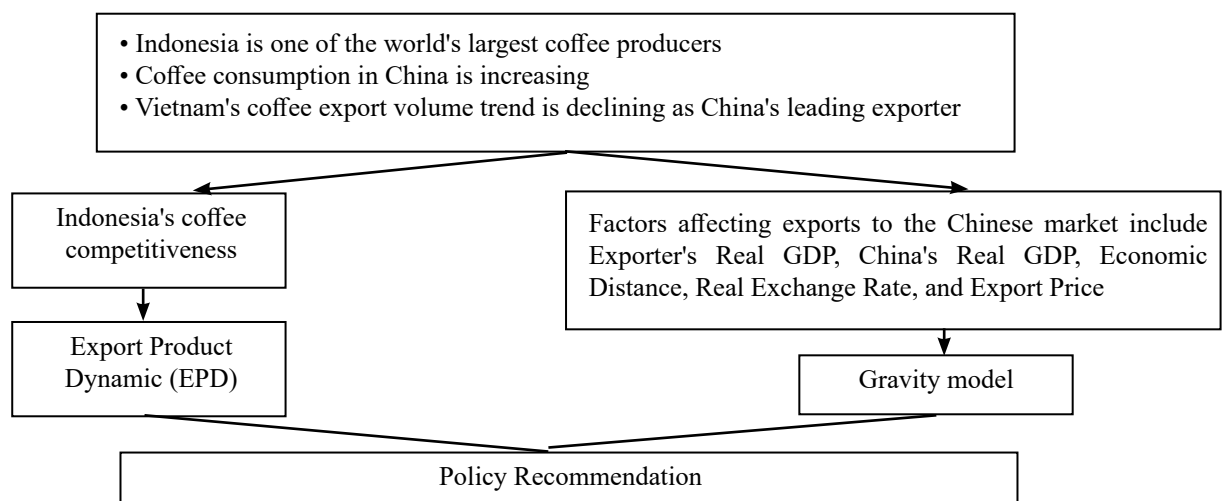 • Indonesia is one of the world's largest coffee producers
• Coffee consumption in China is increasing
• Vietnam's coffee export volume trend is declining as China's leading exporter
Indonesia's coffee
competitiveness
Factors affecting exports to the Chinese market include
Exporter's Real GDP, China's Real GDP, Economic
Distance, Real Exchange Rate, and Export Price
Export Product
Dynamic (EPD)
Gravity model
Policy Recommendation